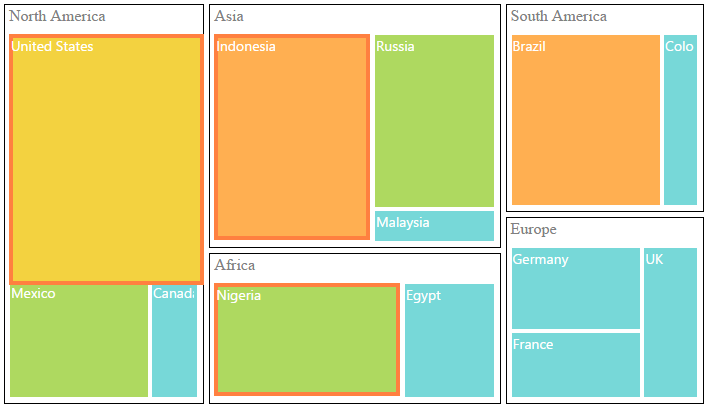 North America
United States
Mexico
Canad
Asia
Indonesia
Russia
Malaysia
Africa
Nigeria
Egypt
South America
Brazil
Colo
Europe
Germany
UK
France